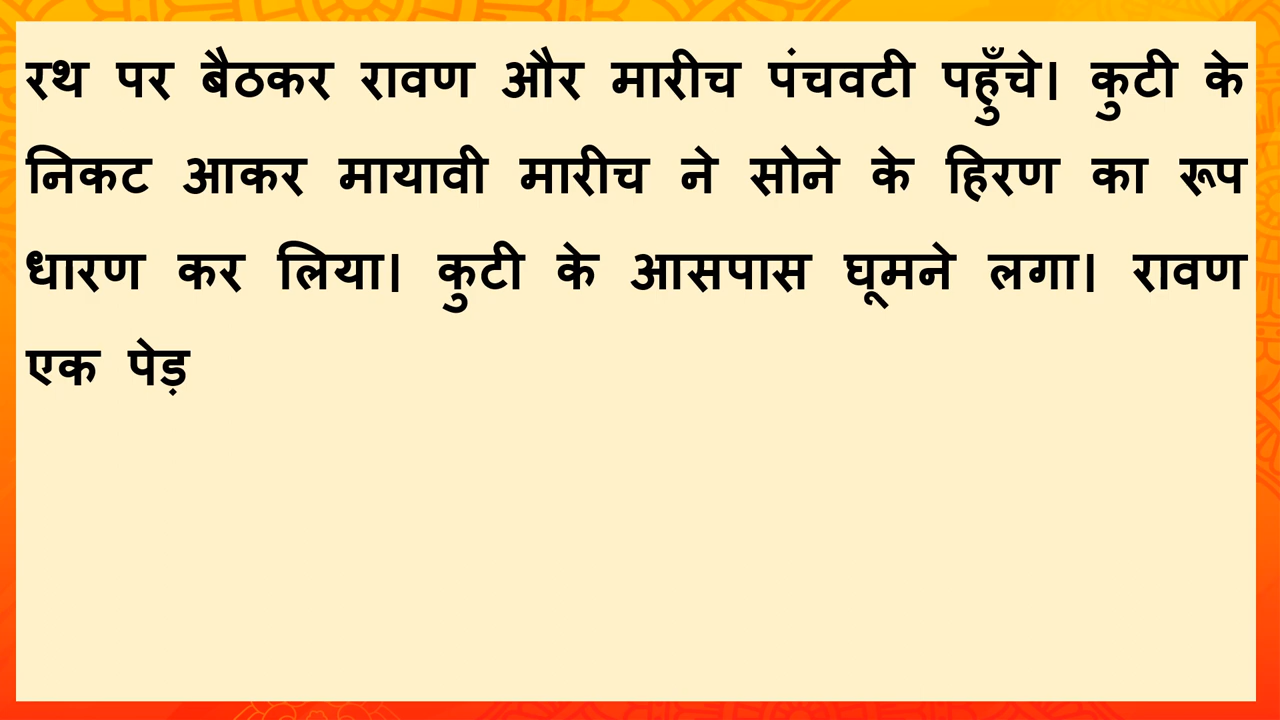 रथ पर बैठकर रावण और मारीच पंचवटी पहुँचे। कुटी के
निकट आकर मायावी मारीच ने सोने के हिरण का रूप
धारण कर लिया। कुटी के आसपास घूमने लगा। रावण
एक पेड़